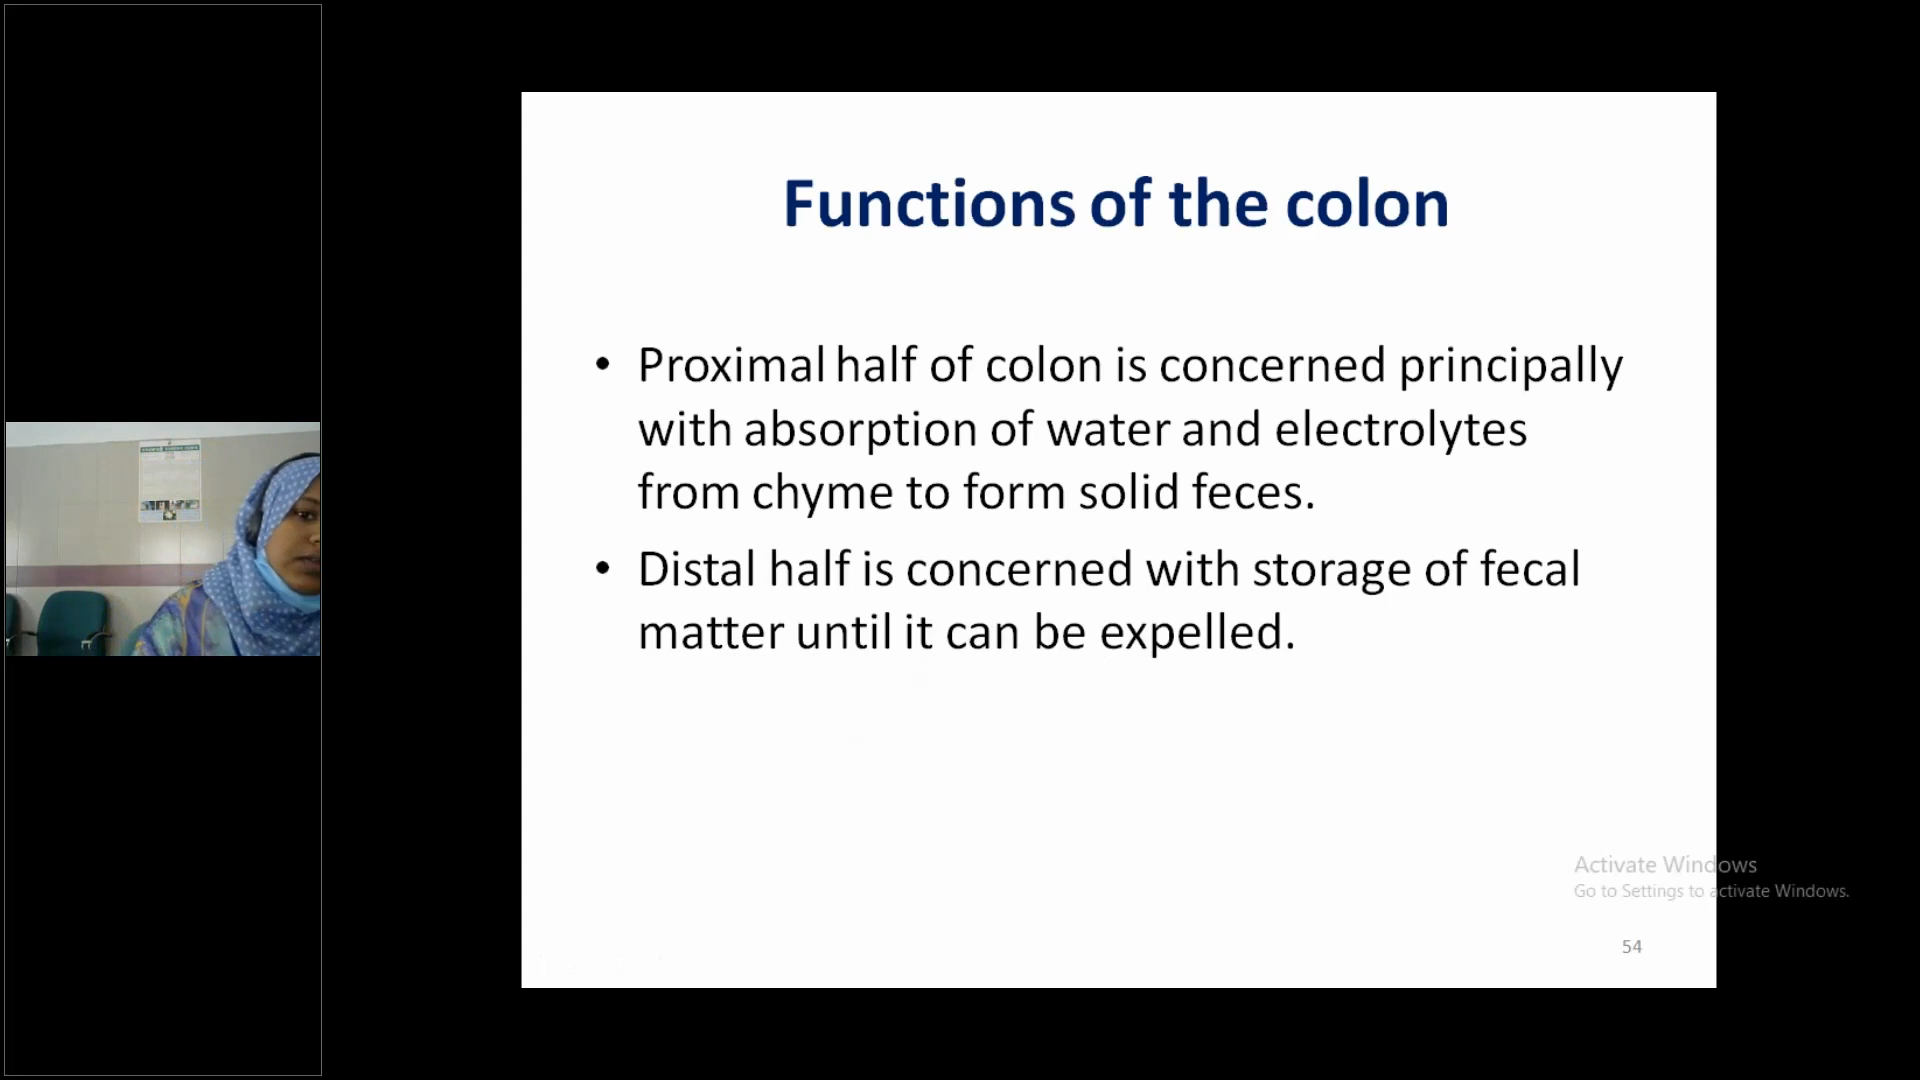 Functions of the colon
• Proximal half of colon is concerned principally
with absorption of water and electrolytes
from chyme to form solid feces.
• Distal half is concerned with storage of fecal
matter until it can be expelled.
Activate Windows
Go to Settings to activate Windows.
54